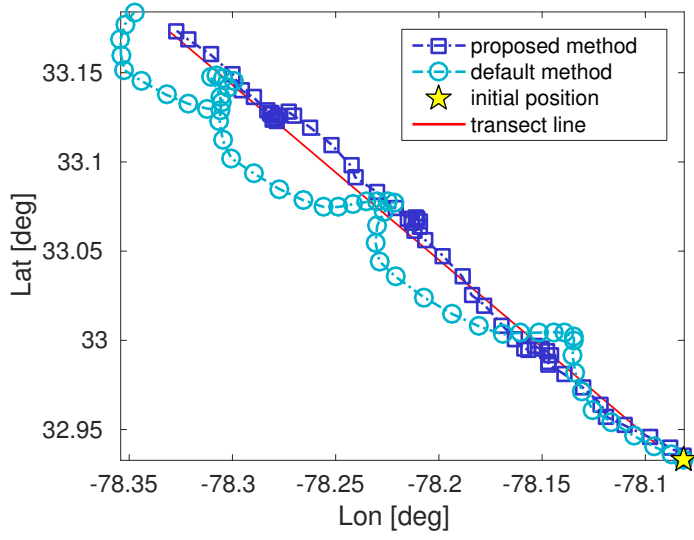 proposed method
default method
initial position
transect line
33.15
33.1
33.05
33
32.95
Lat [deg]
-78.35
-78.3
-78.25
-78.2
-78.15
-78.1
Lon [deg]